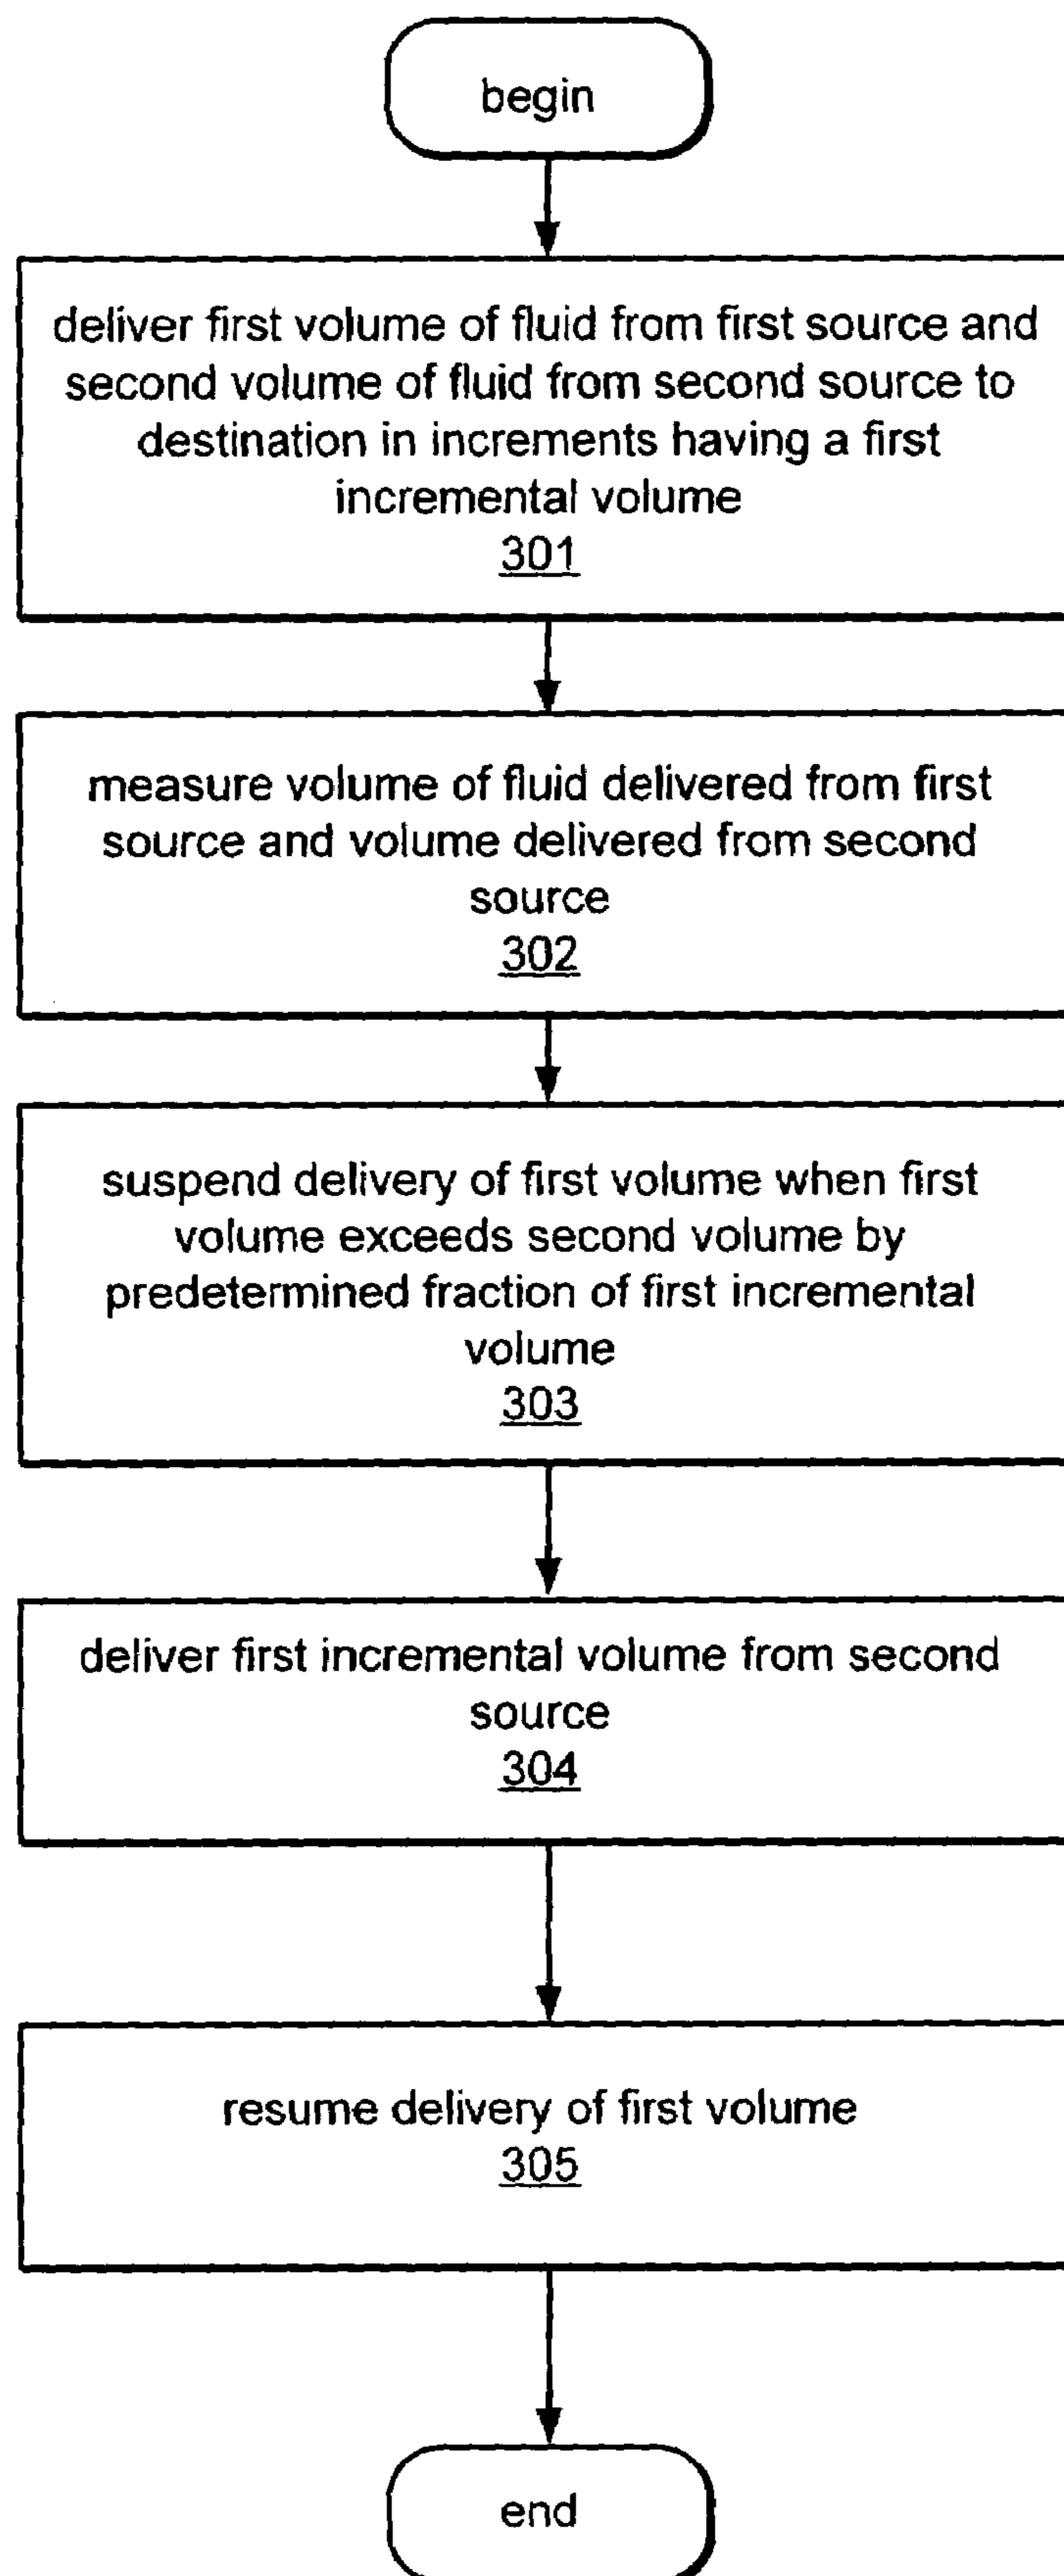 begin
deliver first volume of fluid from first source and
second volume of fluid from second source to
destination in increments having a first
incremental volume
301
measure volume of fluid delivered from first
source and volume delivered from second
source
302
suspend delivery of first volume when first
volume exceeds second volume by
predetermined fraction of first incremental
volume
303
deliver first incremental volume from second
source
304
resume delivery of first volume
305
end